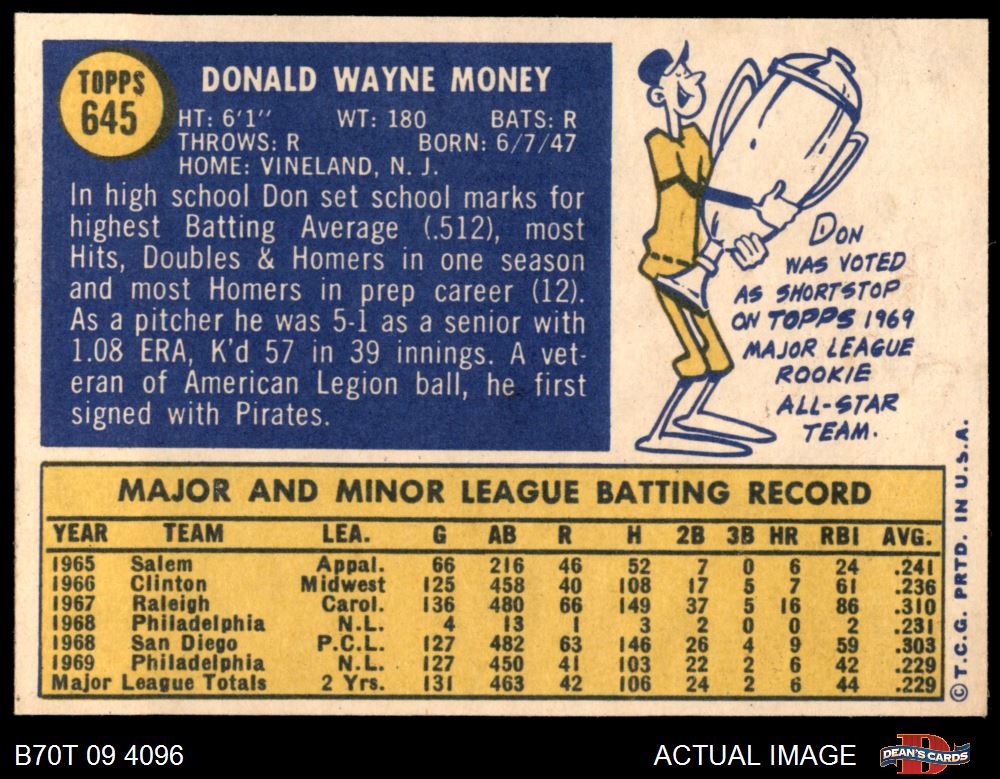 TOPPS
645
DONALD WAYNE MONEY
HT: 6'1" WT: 180 BATS: R
THROWS: R BORN: 6/7/47
HOME: VINELAND, N. J.
In high school Don set school marks for
highest Batting Average (.512), most
Hits, Doubles & Homers in one season
and most Homers in prep career (12).
As a pitcher he was 5-1 as a senior with
1.08 ERA, K'd 57 in 39 innings. A vet-
eran of American Legion ball, he first
signed with Pirates.
DON
WAS VOTED
AS SHORTSTOP
ON TOPPS 1969
MAJOR LEAGUE
ROOKIE
ALL-STAR
TEAM.
MAJOR AND MINOR LEAGUE BATTING RECORD
YEAR TEAM LEA. G AB R H 2B 3B HR RBI AVG.
1965 Salem Appal. 66 216 46 52 7 0 6 24 .241
1966 Clinton Midwest 125 458 40 108 17 5 7 61 .236
1967 Raleigh Carol. 136 480 66 149 37 5 16 86 .310
1968 Philadelphia N.L. 4 13 1 3 2 0 0 2 .231
1968 San Diego P.C.L. 127 482 63 146 26 4 9 59 .303
1969 Philadelphia N.L. 127 450 41 103 22 2 6 42 .229
Major League Totals 2 Yrs. 131 463 42 106 24 2 6 44 .229
© T.C.G. PRTD. IN U.S.A.
B70T 09 4096 ACTUAL IMAGE
DEAN'S CARDS